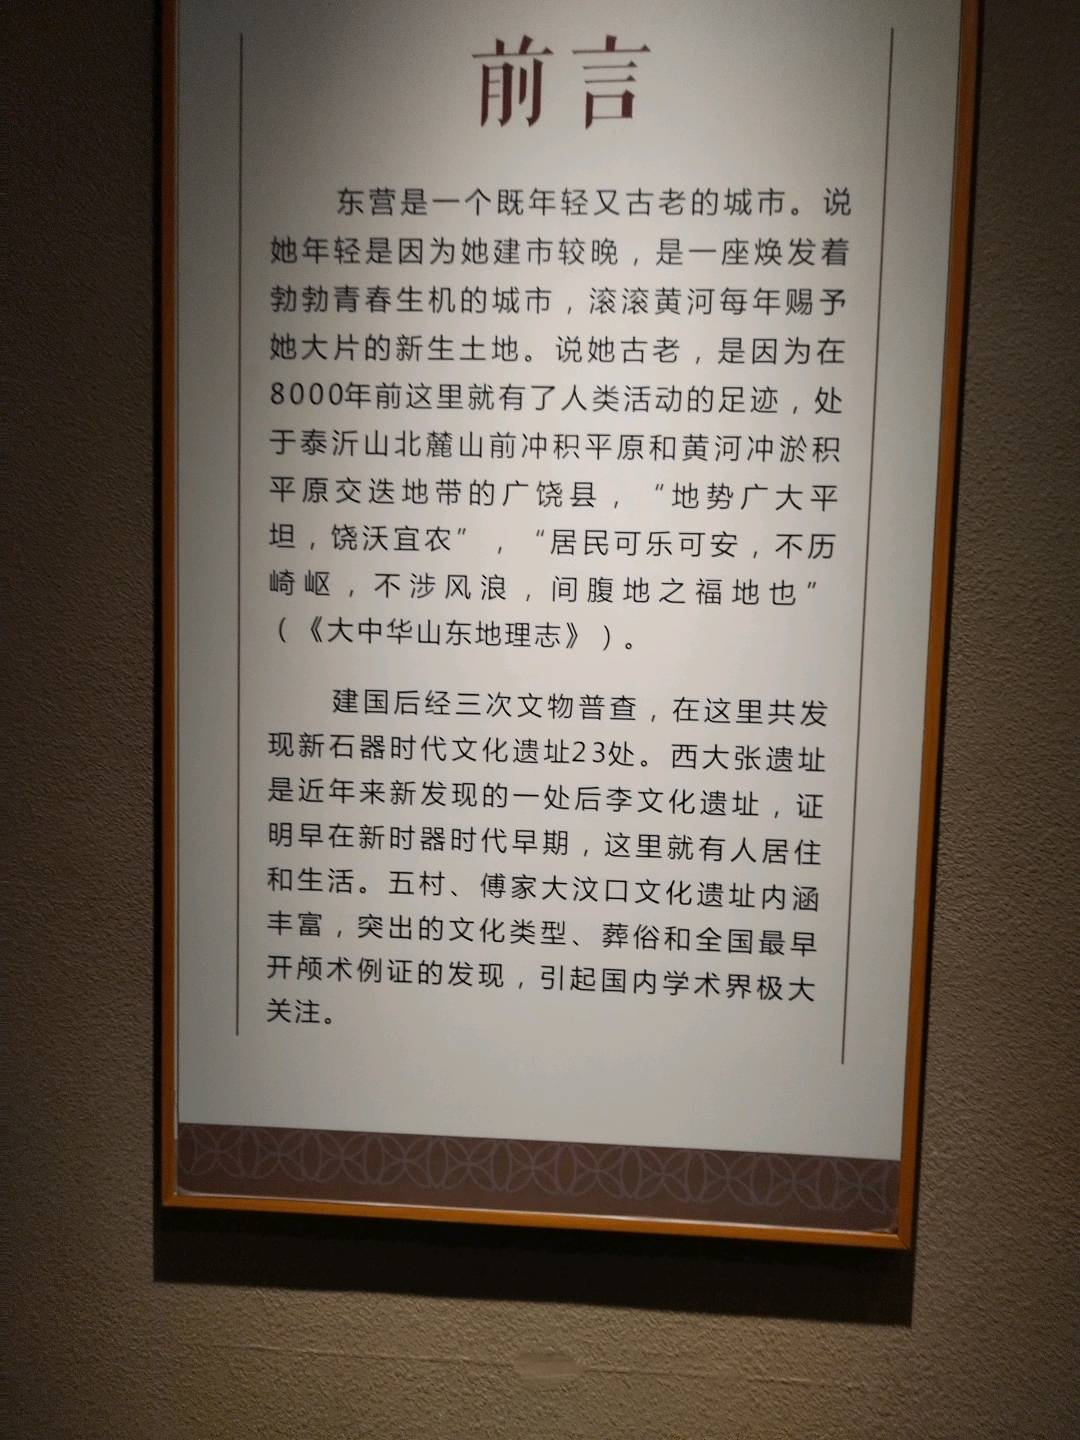 前言
东营是一个既年轻又古老的城市。说
她年轻是因为她建市较晚，是一座焕发着
勃勃青春生机的城市，滚滚黄河每年赐予
她大片的新生土地。说她古老，是因为在
8000年前这里就有了人类活动的足迹，处
于泰沂山北麓山前冲积平原和黄河冲淤积
平原交迭地带的广饶县，“地势广大平
坦，饶沃宜农”，“居民可乐可安，不历
崎岖，不涉风浪，间腹地之福地也”
（《大中华山东地理志》）。
建国后经三次文物普查，在这里共发
现新石器时代文化遗址23处。西大张遗址
是近年来新发现的一处后李文化遗址，证
明早在新时器时代早期，这里就有人居住
和生活。五村、傅家大汶口文化遗址内涵
丰富，突出的文化类型、葬俗和全国最早
开颅术例证的发现，引起国内学术界极大
关注。